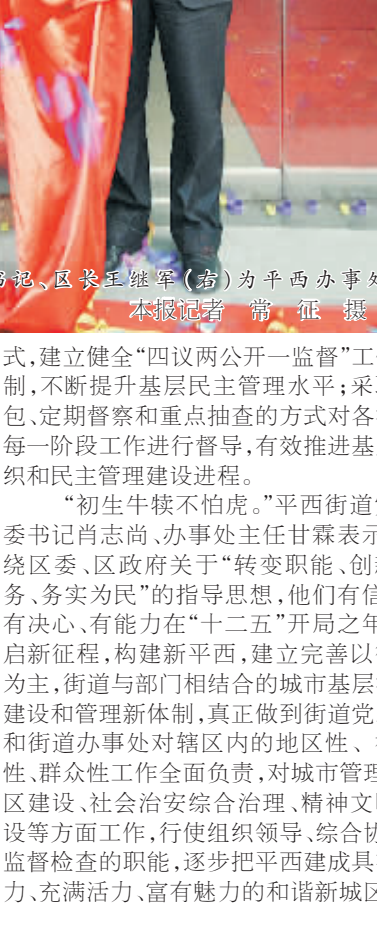 书记、区长王继军(右)为平西办事处
本报记者 常 征 摄
式,建立健全“四议两公开一监督”工
制,不断提升基层民主管理水平;采
包、定期督察和重点抽查的方式对各
每一阶段工作进行督导,有效推进基
织和民主管理建设进程。
“初生牛犊不怕虎。”平西街道
委书记肖志尚、办事处主任甘霖表示
绕区委、区政府关于“转变职能、创
务、务实为民”的指导思想,他们有信
有决心、有能力在“十二五”开局之年
启新征程,构建新平西,建立完善以
为主,街道与部门相结合的城市基层
建设和管理新体制,真正做到街道党
和街道办事处对辖区内的地区性、
性、群众性工作全面负责,对城市管理
区建设、社会治安综合治理、精神文
设等方面工作,行使组织领导、综合协
监督检查的职能,逐步把平西建成具
力、充满活力、富有魅力的和谐新城区